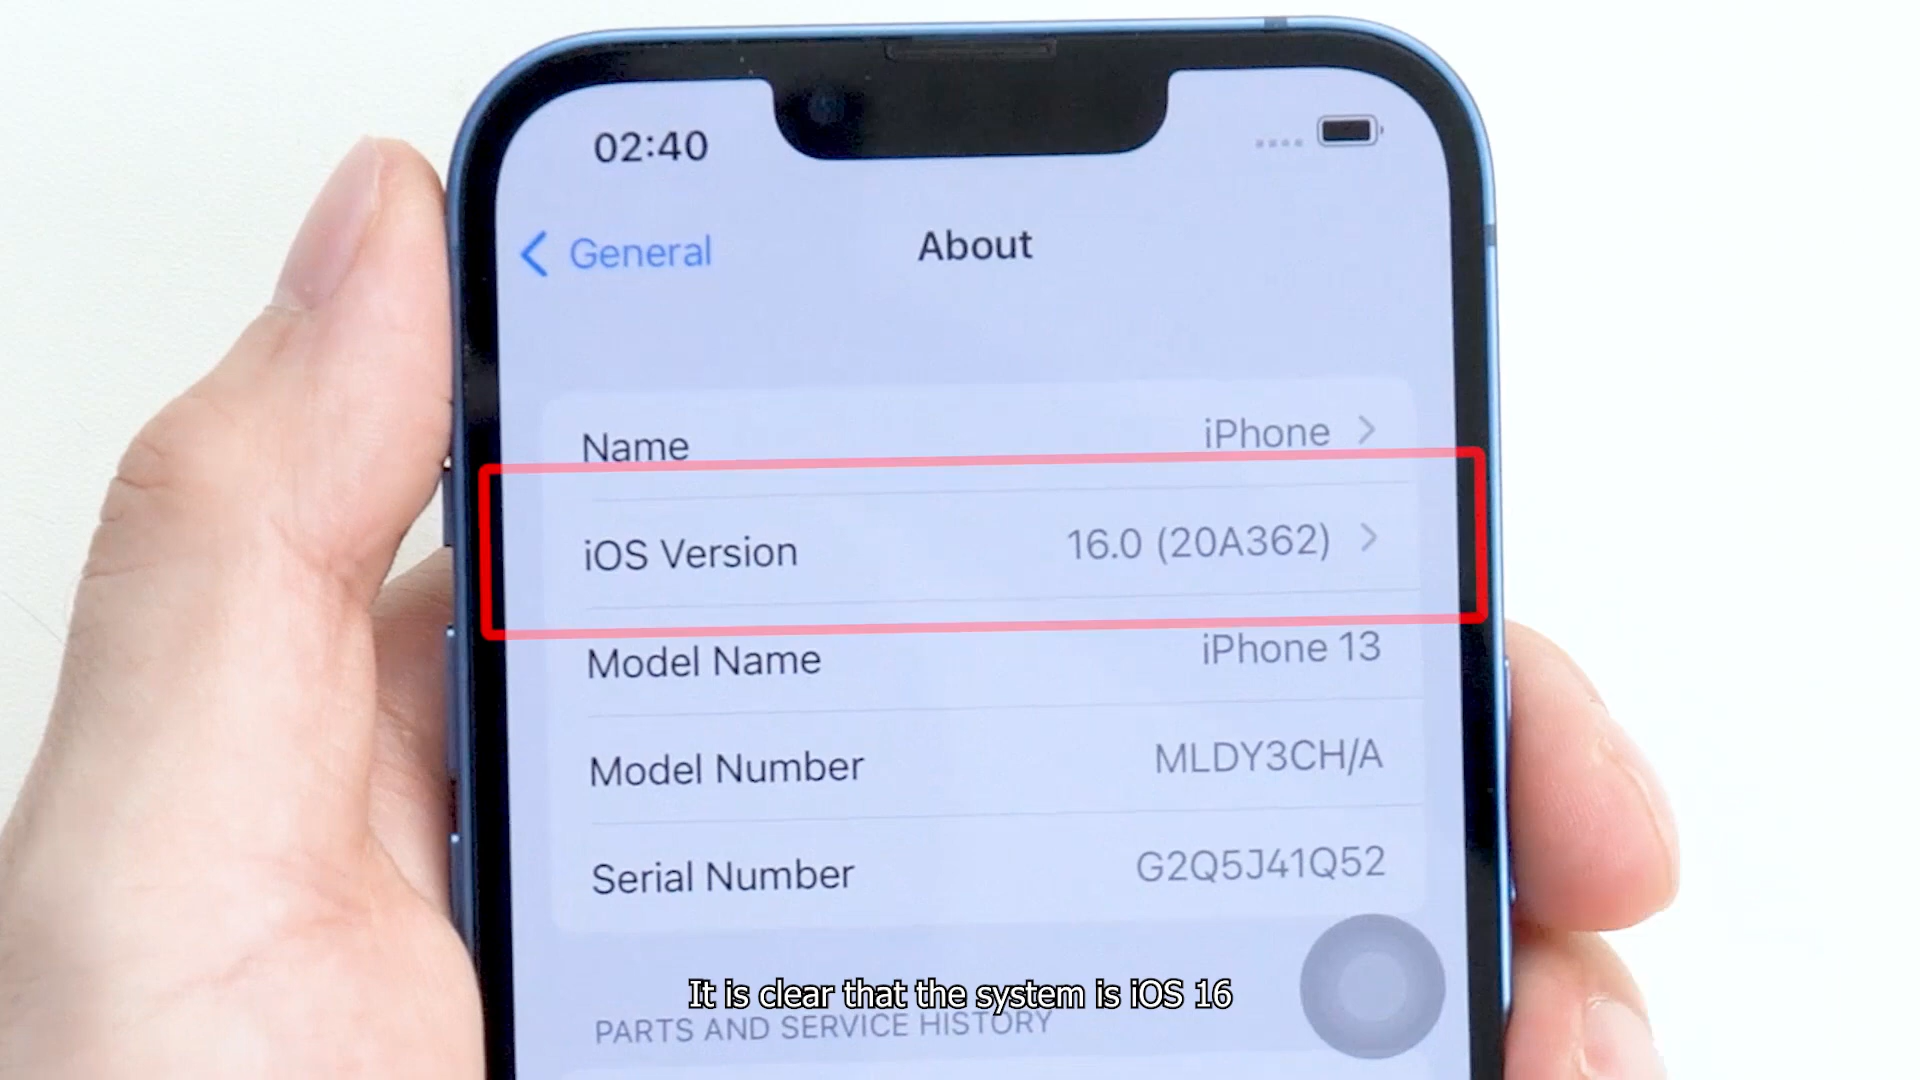 02:40
General
About
Name
iPhone
iOS Version
16.0 (20A362)
Model Name
iPhone 13
Model Number
MLDY3CH/A
Serial Number
G2Q5J41Q52
It is clear that the system is iOS 16
PARTS AND SERVICE HISTORY